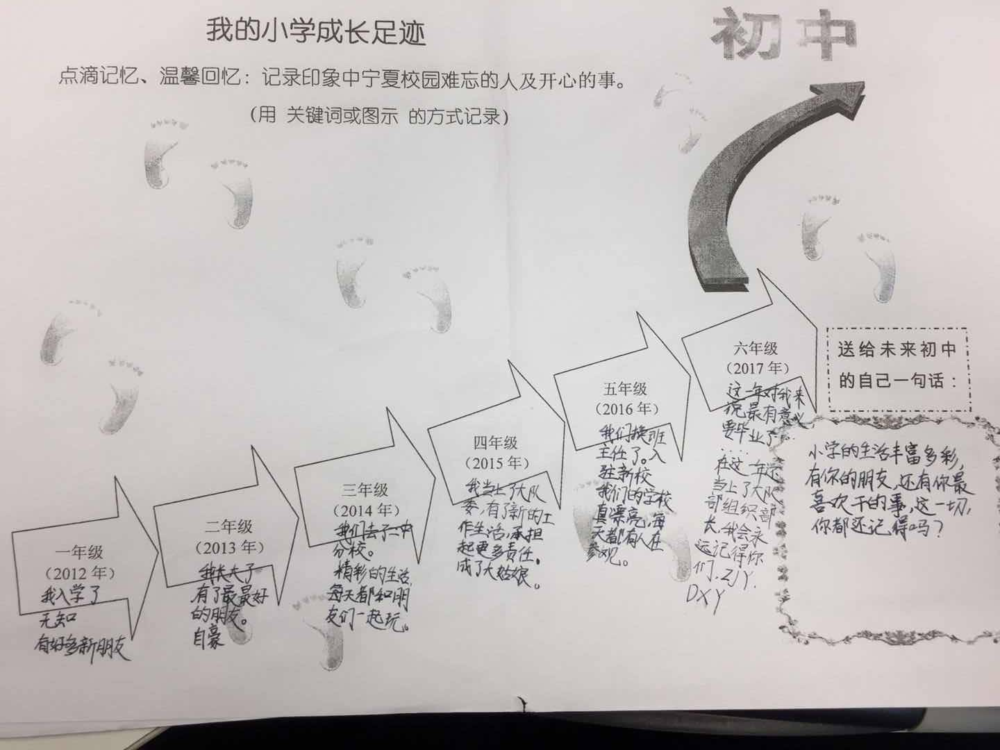 我的小学成长足迹
初中
点滴记忆、温馨回忆：记录印象中宁夏校园难忘的人及开心的事。
（用 关键词或图示 的方式记录）
一年级
（2012 年）
我入学了
无知
有好多新朋友
二年级
（2013 年）
我长大了
有了最最好
的朋友。
自豪
三年级
（2014 年）
我们去了二中
分校。
精彩的生活,
每天都和朋
友们一起玩。
四年级
（2015 年）
我当上了大队
委,有了新的工
作生活,承担
起更多责任。
成了大姑娘。
五年级
（2016 年）
我们换班
主任了。入
驻新校
我们的学校
真漂亮,每
天都有人在
参观。
六年级
（2017 年）
这一年对我来
说最有意义,
要毕业了...
....
在这一年还
当上了大队
部组织部
长,我会永
远记得你
们.ZJY.
DXY
送给未来初中
的自己一句话：
小学的生活丰富多彩,
有你的朋友,还有你最
喜欢干的事,这一切,
你都还记得吗?